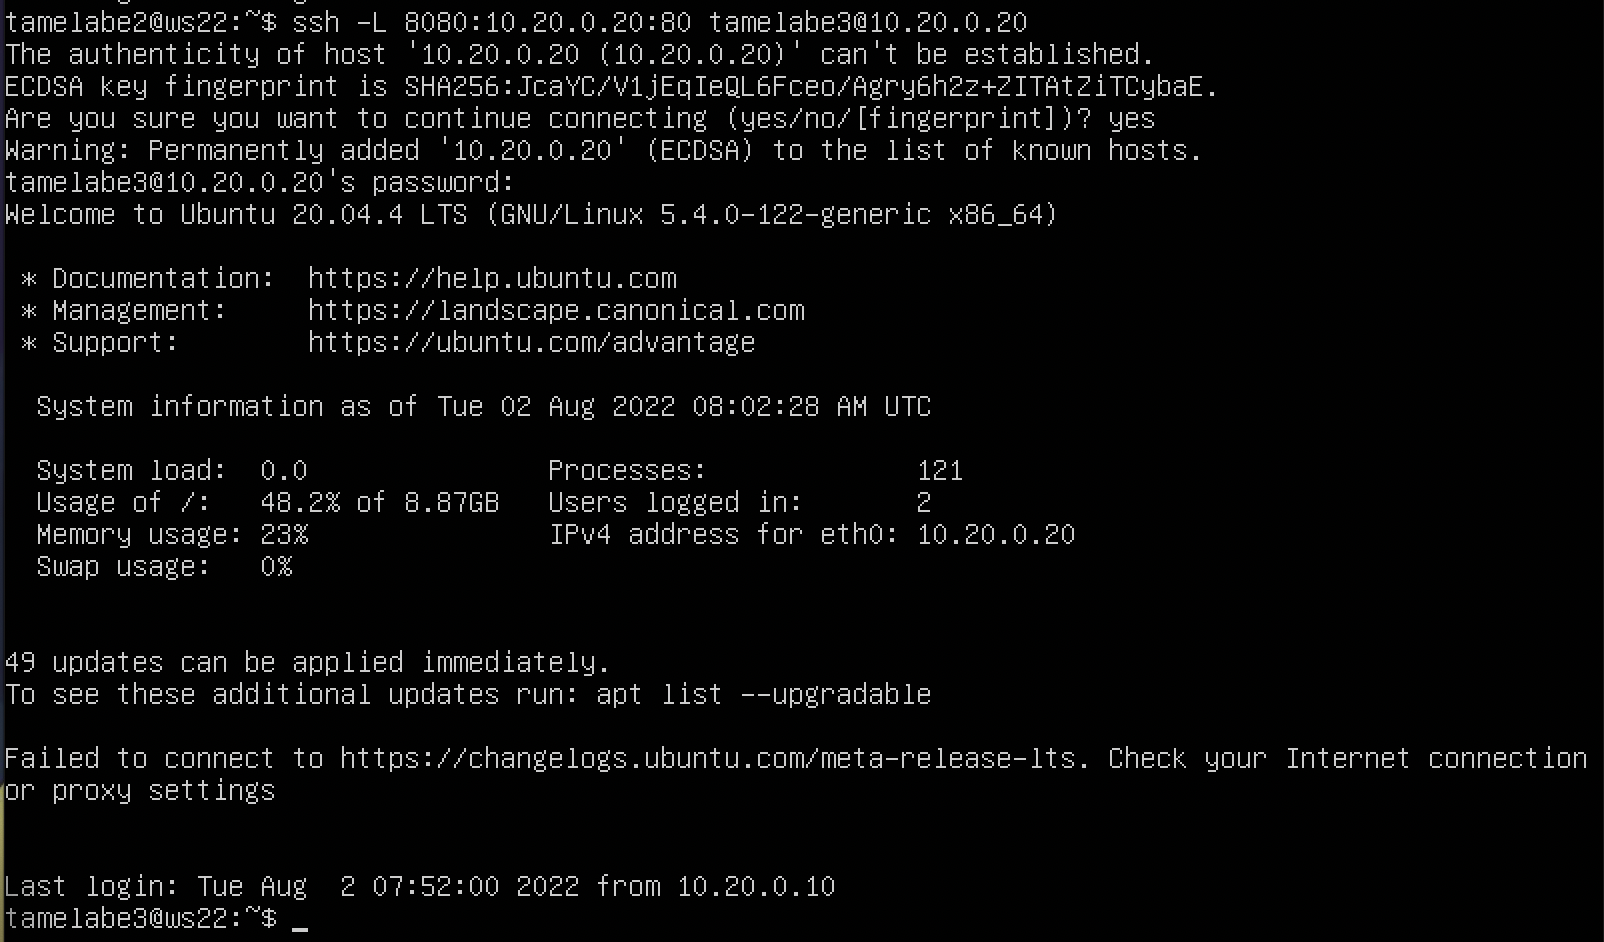 tamelabe2@ws22:~$ ssh -L 8080:10.20.0.20:80 tamelabe3@10.20.0.20
The authenticity of host '10.20.0.20 (10.20.0.20)' can't be established.
ECDSA key fingerprint is SHA256:JcaYC/V1jEqIeQL6Fceo/Agry6h2z+ZITAtZiTCybaE.
Are you sure you want to continue connecting (yes/no/[fingerprint])? yes
Warning: Permanently added '10.20.0.20' (ECDSA) to the list of known hosts.
tamelabe3@10.20.0.20's password:
Welcome to Ubuntu 20.04.4 LTS (GNU/Linux 5.4.0-122-generic x86_64)
 * Documentation:  https://help.ubuntu.com
 * Management:     https://landscape.canonical.com
 * Support:        https://ubuntu.com/advantage
  System information as of Tue 02 Aug 2022 08:02:28 AM UTC
  System load:  0.0               Processes:             121
  Usage of /:   48.2% of 8.87GB   Users logged in:       2
  Memory usage: 23%               IPv4 address for eth0: 10.20.0.20
  Swap usage:   0%
49 updates can be applied immediately.
To see these additional updates run: apt list --upgradable
Failed to connect to https://changelogs.ubuntu.com/meta-release-lts. Check your Internet connection
or proxy settings
Last login: Tue Aug  2 07:52:00 2022 from 10.20.0.10
tamelabe3@ws22:~$ _